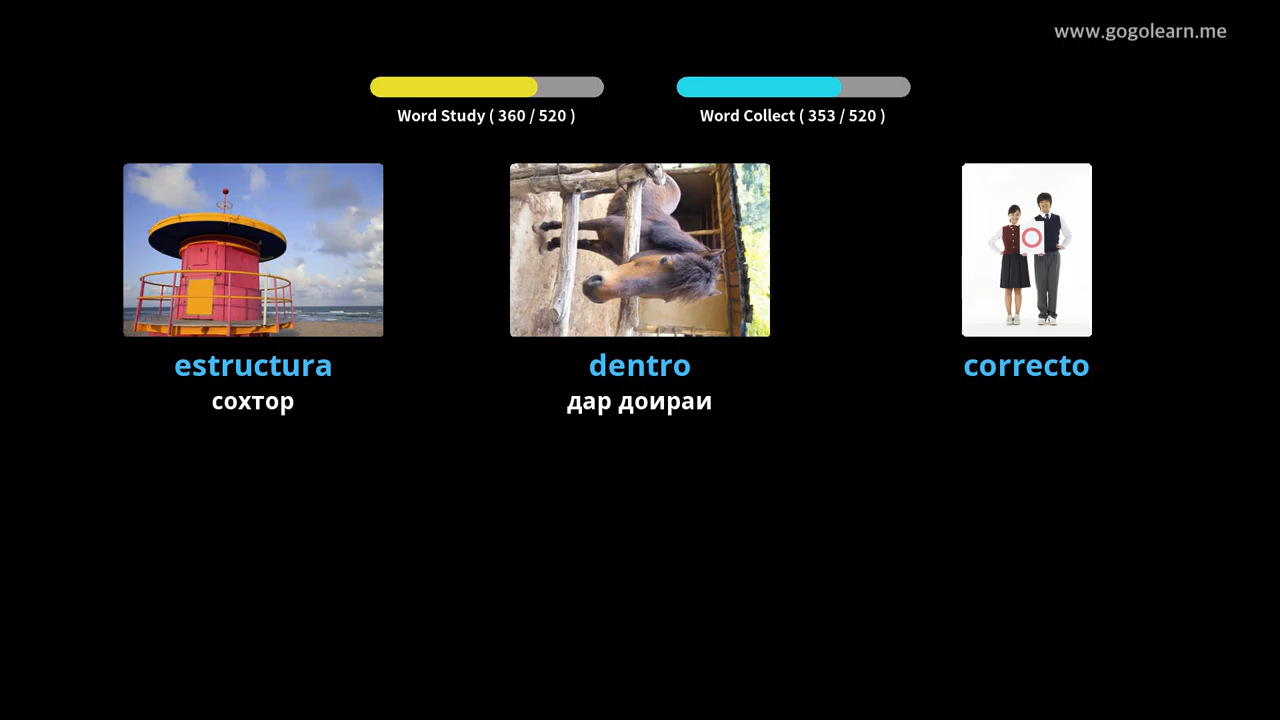 www.gogolearn.me
Word Study ( 360 / 520 )
Word Collect ( 353 / 520 )
estructura
сохтор
dentro
дар доираи
correcto